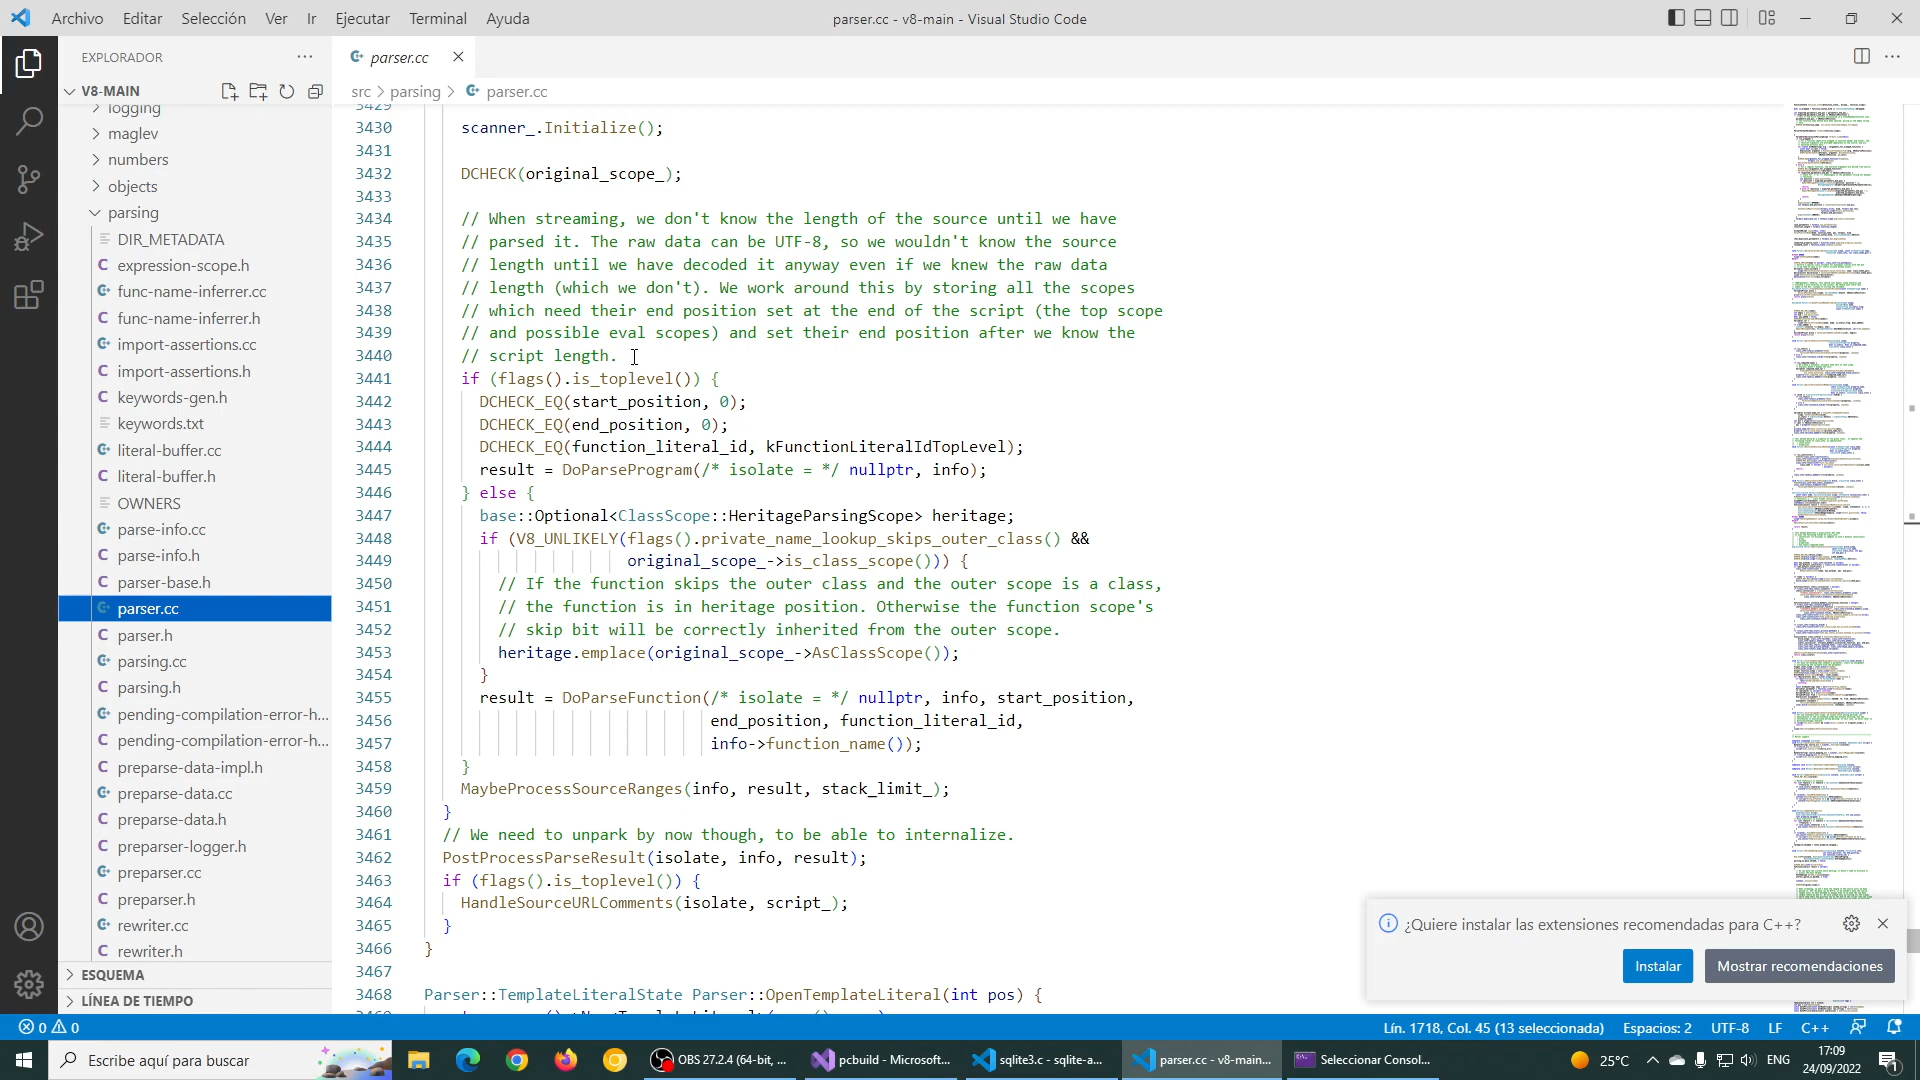 Archivo Editar Selección Ver Ir Ejecutar Terminal Ayuda
parser.cc - v8-main - Visual Studio Code
EXPLORADOR
V8-MAIN
logging
maglev
numbers
objects
parsing
DIR_METADATA
expression-scope.h
func-name-inferrer.cc
func-name-inferrer.h
import-assertions.cc
import-assertions.h
keywords-gen.h
keywords.txt
literal-buffer.cc
literal-buffer.h
OWNERS
parse-info.cc
parse-info.h
parser-base.h
parser.cc
parser.h
parsing.cc
parsing.h
pending-compilation-error-h...
pending-compilation-error-h...
preparse-data-impl.h
preparse-data.cc
preparse-data.h
preparser-logger.h
preparser.cc
preparser.h
rewriter.cc
rewriter.h
ESQUEMA
LÍNEA DE TIEMPO
parser.cc
src > parsing > parser.cc
3429
3430 scanner_.Initialize();
3431
3432 DCHECK(original_scope_);
3433
3434 // When streaming, we don't know the length of the source until we have
3435 // parsed it. The raw data can be UTF-8, so we wouldn't know the source
3436 // length until we have decoded it anyway even if we knew the raw data
3437 // length (which we don't). We work around this by storing all the scopes
3438 // which need their end position set at the end of the script (the top scope
3439 // and possible eval scopes) and set their end position after we know the
3440 // script length.
3441 if (flags().is_toplevel()) {
3442 DCHECK_EQ(start_position, 0);
3443 DCHECK_EQ(end_position, 0);
3444 DCHECK_EQ(function_literal_id, kFunctionLiteralIdTopLevel);
3445 result = DoParseProgram(/* isolate = */ nullptr, info);
3446 } else {
3447 base::Optional<ClassScope::HeritageParsingScope> heritage;
3448 if (V8_UNLIKELY(flags().private_name_lookup_skips_outer_class() &&
3449 original_scope_->is_class_scope())) {
3450 // If the function skips the outer class and the outer scope is a class,
3451 // the function is in heritage position. Otherwise the function scope's
3452 // skip bit will be correctly inherited from the outer scope.
3453 heritage.emplace(original_scope_->AsClassScope());
3454 }
3455 result = DoParseFunction(/* isolate = */ nullptr, info, start_position,
3456 end_position, function_literal_id,
3457 info->function_name());
3458 }
3459 MaybeProcessSourceRanges(info, result, stack_limit_);
3460 }
3461 // We need to unpark by now though, to be able to internalize.
3462 PostProcessParseResult(isolate, info, result);
3463 if (flags().is_toplevel()) {
3464 HandleSourceURLComments(isolate, script_);
3465 }
3466 }
3467
3468 Parser::TemplateLiteralState Parser::OpenTemplateLiteral(int pos) {
¿Quiere instalar las extensiones recomendadas para C++?
Instalar
Mostrar recomendaciones
0 0
Lín. 1718, Col. 45 (13 seleccionada) Espacios: 2 UTF-8 LF C++
Escribe aquí para buscar
OBS 27.2.4 (64-bit, ...
pcbuild - Microsoft...
sqlite3.c - sqlite-a...
parser.cc - v8-main...
Seleccionar Consol...
25°C
ENG
17:09
24/09/2022
1